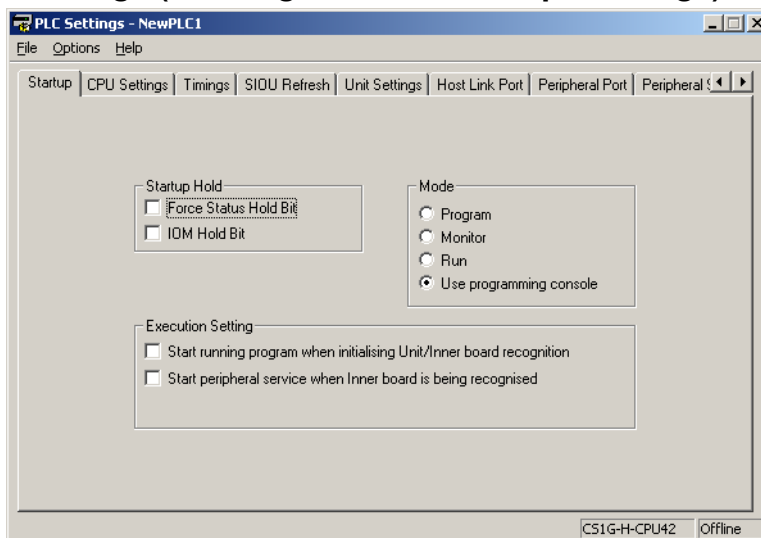 PLC Settings - NewPLC1
File Options Help
Startup CPU Settings Timings SIOU Refresh Unit Settings Host Link Port Peripheral Port Peripheral
Startup Hold
Force Status Hold Bit
IOM Hold Bit
Mode
Program
Monitor
Run
Use programming console
Execution Setting
Start running program when initialising Unit/Inner board recognition
Start peripheral service when Inner board is being recognised
CS1G-H-CPU42 Offline